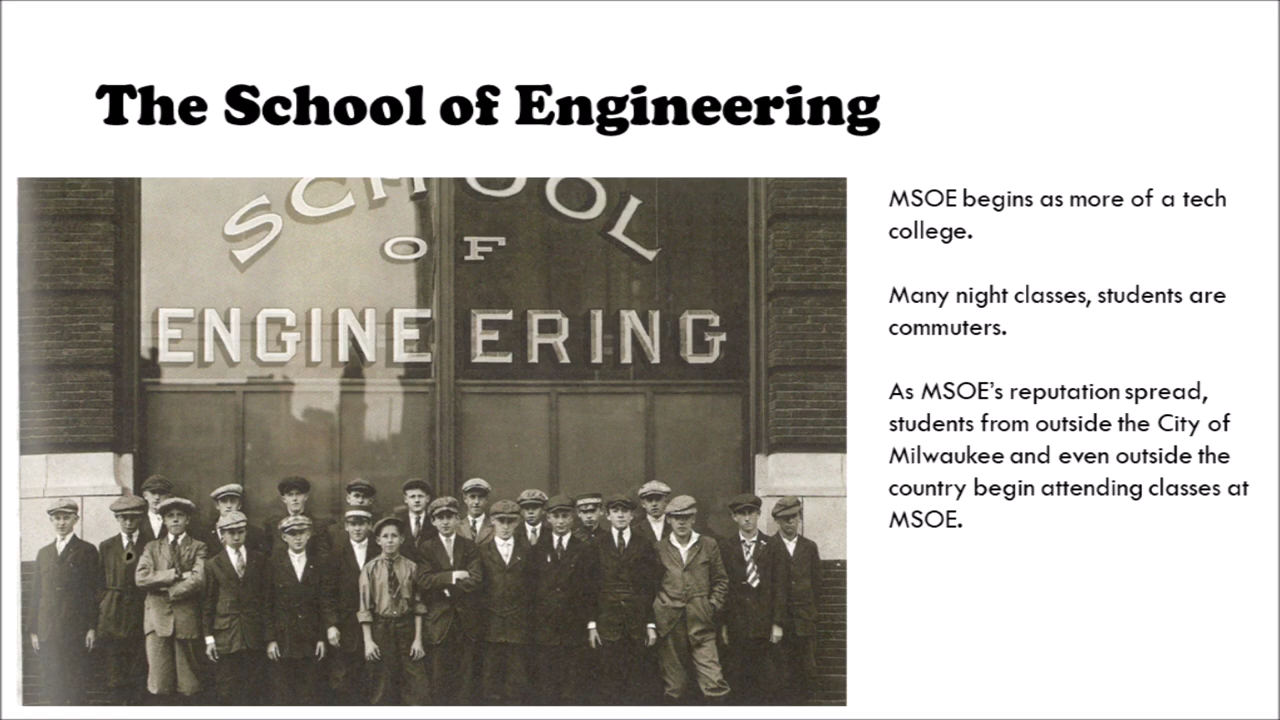 The School of Engineering
SCHOOL
OF
ENGINEERING
MSOE begins as more of a tech
college.
Many night classes, students are
commuters.
As MSOE’s reputation spread,
students from outside the City of
Milwaukee and even outside the
country begin attending classes at
MSOE.